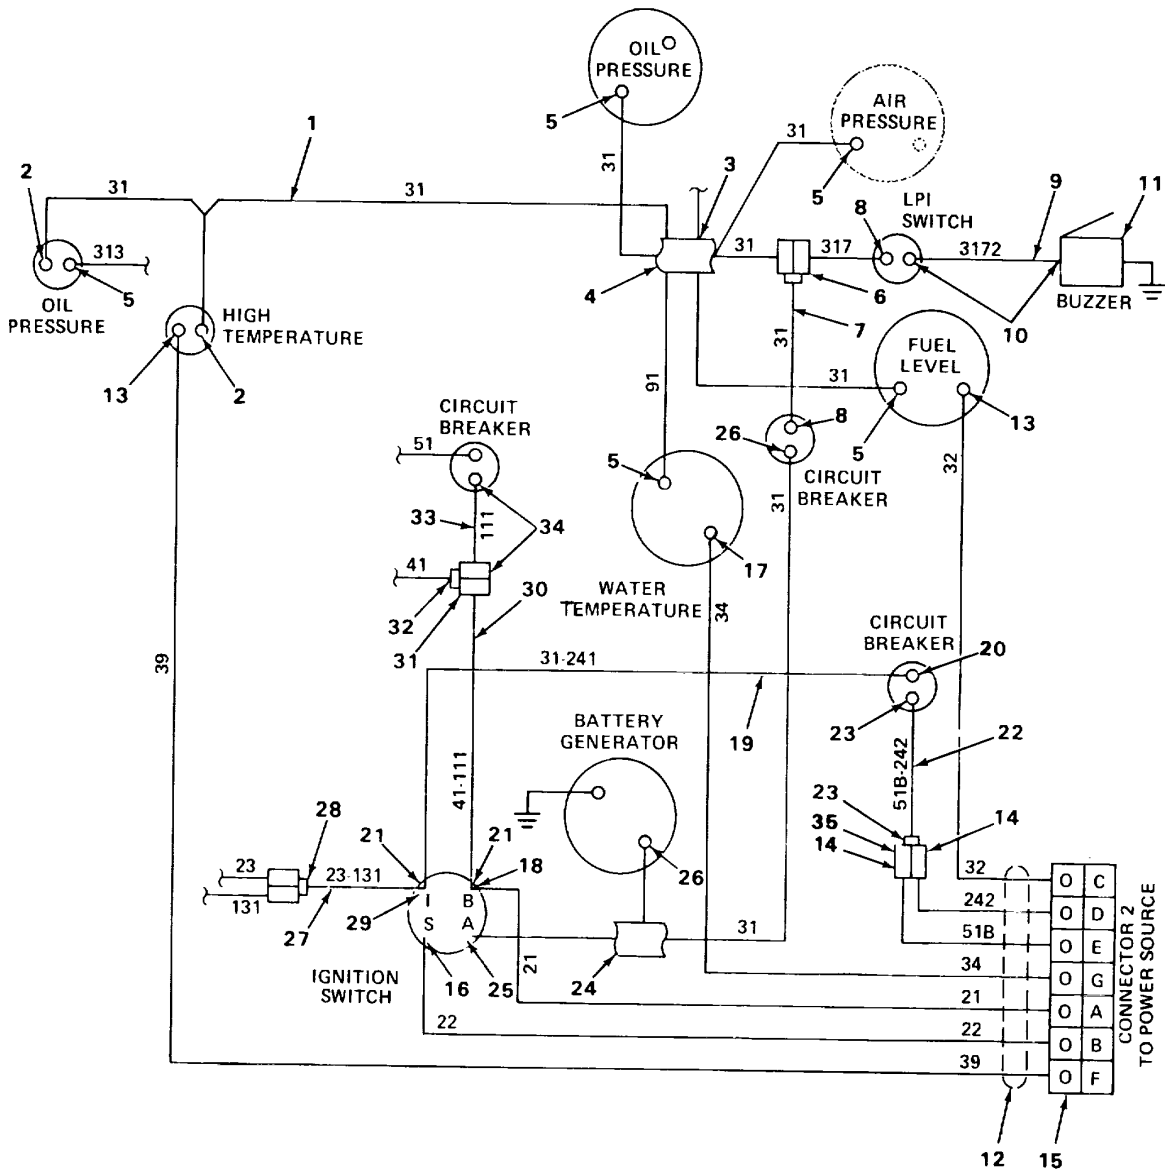 OIL
PRESSURE
5
31
AIR
PRESSURE
31
5
1
2
31
31
3
LPI
SWITCH
8
9
11
313
5
OIL
PRESSURE
4
31
317
6
3172
10
BUZZER
HIGH
TEMPERATURE
13
2
7
31
FUEL
LEVEL
91
31
5
13
CIRCUIT
BREAKER
51
8
26
CIRCUIT
BREAKER
31
32
5
17
WATER
TEMPERATURE
34
33
111
34
41
32
31
30
39
31-241
19
CIRCUIT
BREAKER
20
23
22
51B-242
BATTERY
GENERATOR
41-111
26
23
35
14
14
28
21
21
18
23
131
23-131
27
29
I
B
S
A
IGNITION
SWITCH
16
25
21
24
31
22
32
242
51B
34
21
22
39
O C
O D
O E
O G
O A
O B
O F
CONNECTOR 2
TO POWER SOURCE
12
15